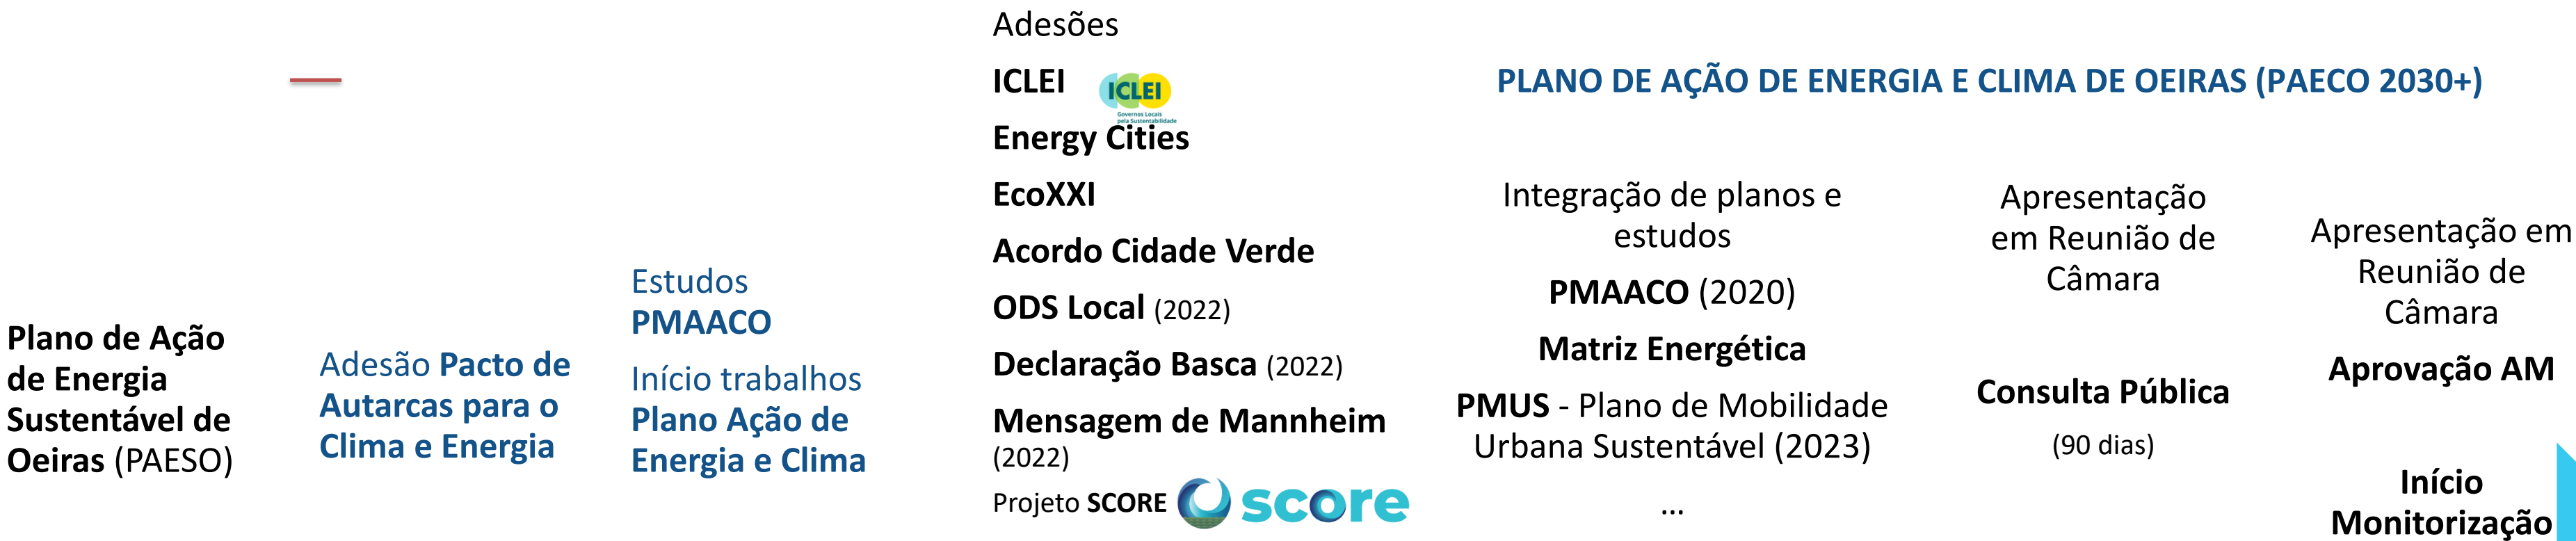 Plano de Ação
de Energia
Sustentável de
Oeiras (PAESO)
Adesão Pacto de
Autarcas para o
Clima e Energia
Estudos
PMAACO
Início trabalhos
Plano Ação de
Energia e Clima
Adesões
ICLEI
ICLEI
Governos Locais
pela Sustentabilidade
Energy Cities
EcoXXI
Acordo Cidade Verde
ODS Local (2022)
Declaração Basca (2022)
Mensagem de Mannheim
(2022)
Projeto SCORE
score
PLANO DE AÇÃO DE ENERGIA E CLIMA DE OEIRAS (PAECO 2030+)
Integração de planos e
estudos
PMAACO (2020)
Matriz Energética
PMUS - Plano de Mobilidade
Urbana Sustentável (2023)
...
Apresentação
em Reunião de
Câmara
Consulta Pública
(90 dias)
Apresentação em
Reunião de
Câmara
Aprovação AM
Início
Monitorização